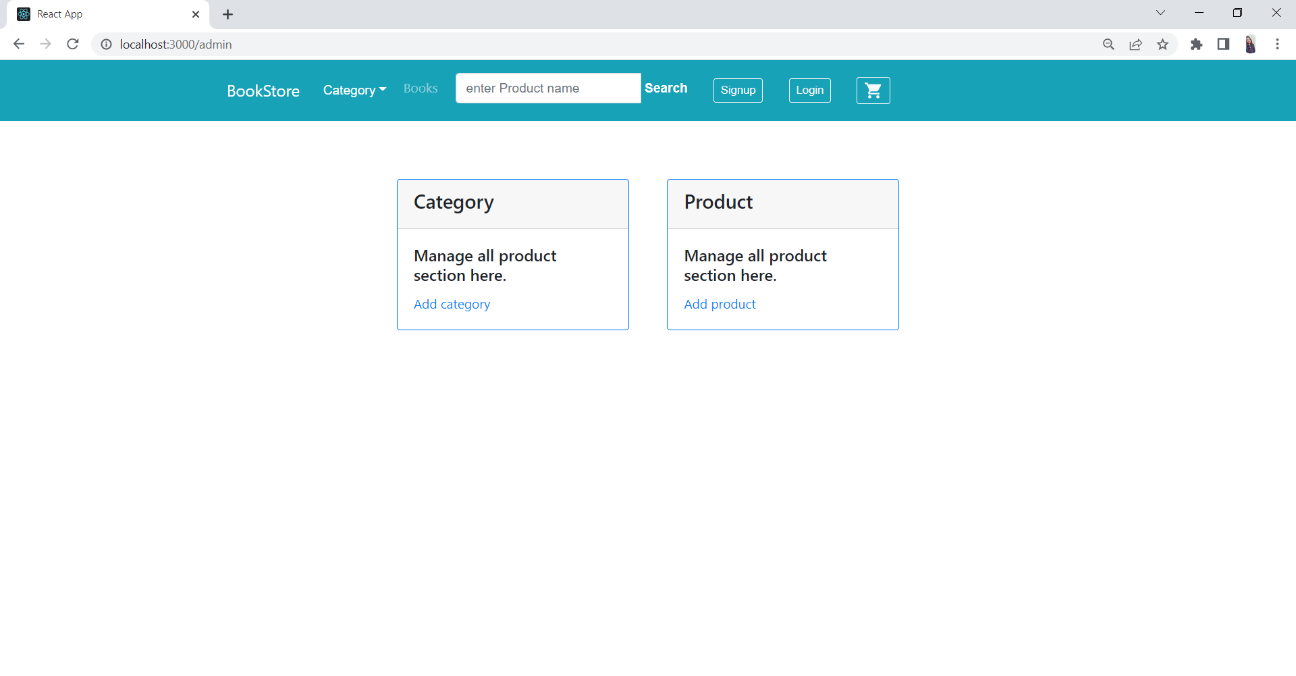 React App
localhost:3000/admin
BookStore Category Books enter Product name Search Signup Login
Category
Manage all product
section here.
Add category
Product
Manage all product
section here.
Add product